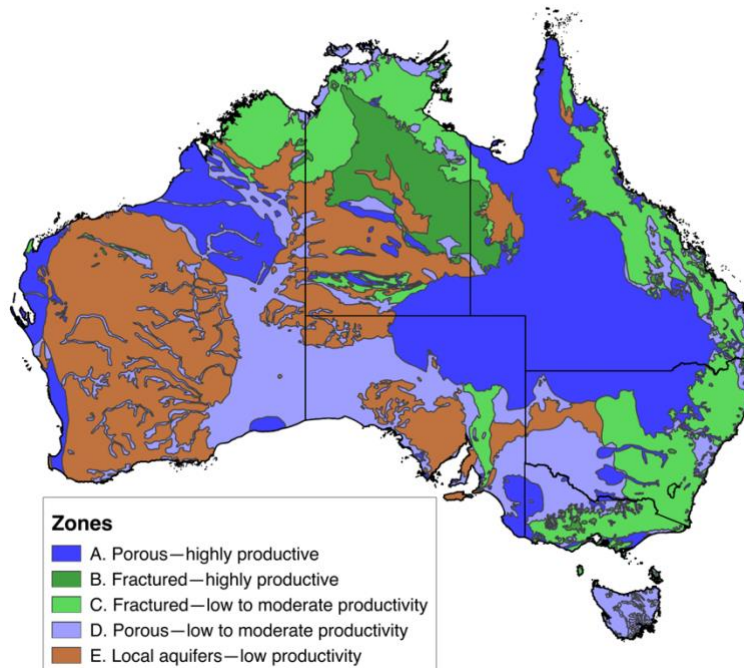 Zones
A. Porous—highly productive
B. Fractured—highly productive
C. Fractured—low to moderate productivity
D. Porous—low to moderate productivity
E. Local aquifers—low productivity